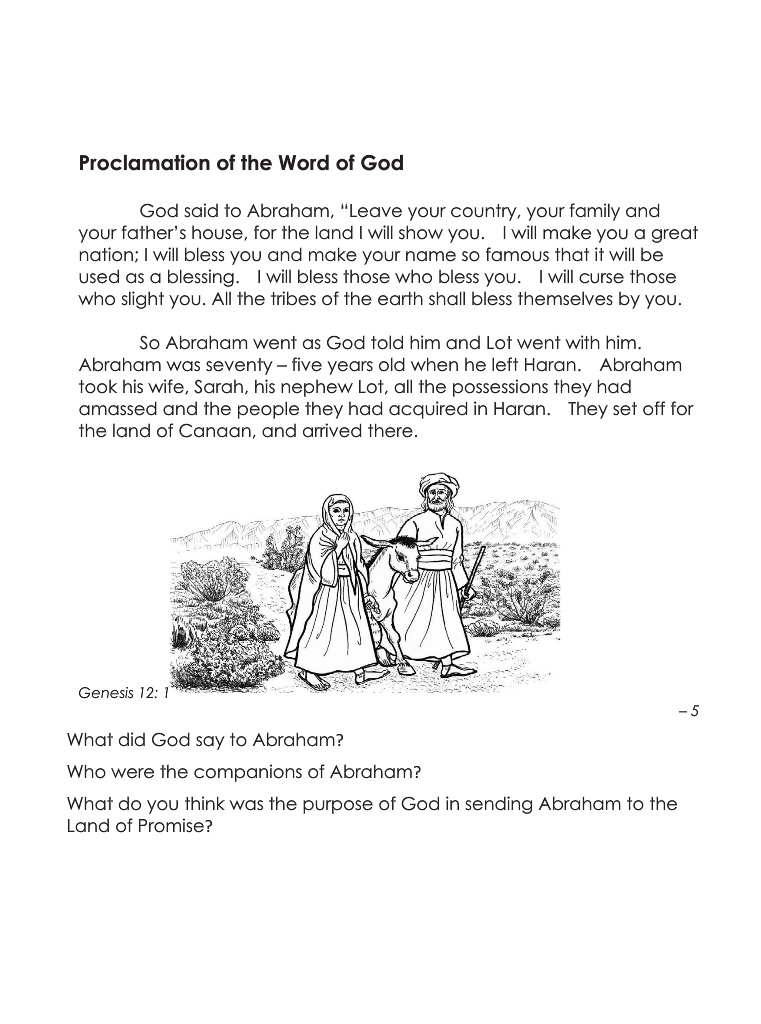 Proclamation of the Word of God
God said to Abraham, “Leave your country, your family and
your father’s house, for the land I will show you. I will make you a great
nation; I will bless you and make your name so famous that it will be
used as a blessing. I will bless those who bless you. I will curse those
who slight you. All the tribes of the earth shall bless themselves by you.
So Abraham went as God told him and Lot went with him.
Abraham was seventy – five years old when he left Haran. Abraham
took his wife, Sarah, his nephew Lot, all the possessions they had
amassed and the people they had acquired in Haran. They set off for
the land of Canaan, and arrived there.
Genesis 12: 1
– 5
What did God say to Abraham?
Who were the companions of Abraham?
What do you think was the purpose of God in sending Abraham to the
Land of Promise?